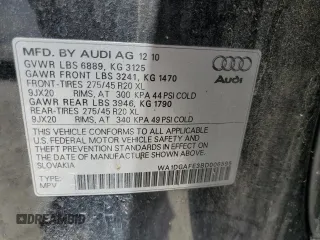 MFD. BY AUDI AG 12 10
GVWR LBS 6889, KG 3125
GAWR FRONT LBS 3241, KG 1470
FRONT-TIRES 275/45 R20 XL
9JX20 RIMS, AT 300 KPA 44 PSI COLD
GAWR REAR LBS 3946, KG 1790
REAR-TIRES 275/45 R20 XL
9JX20 RIMS, AT 340 KPA 49 PSI COLD
Audi
THIS VEHICLE CONFORMS TO ALL APPLICABLE
U.S. FEDERAL MOTOR VEHICLE SAFETY AND
THEFT PREVENTION STANDARDS IN EFFECT ON
THE DATE OF MANUFACTURE SHOWN ABOVE.
SLOVAKIA
TYPE:
MPV